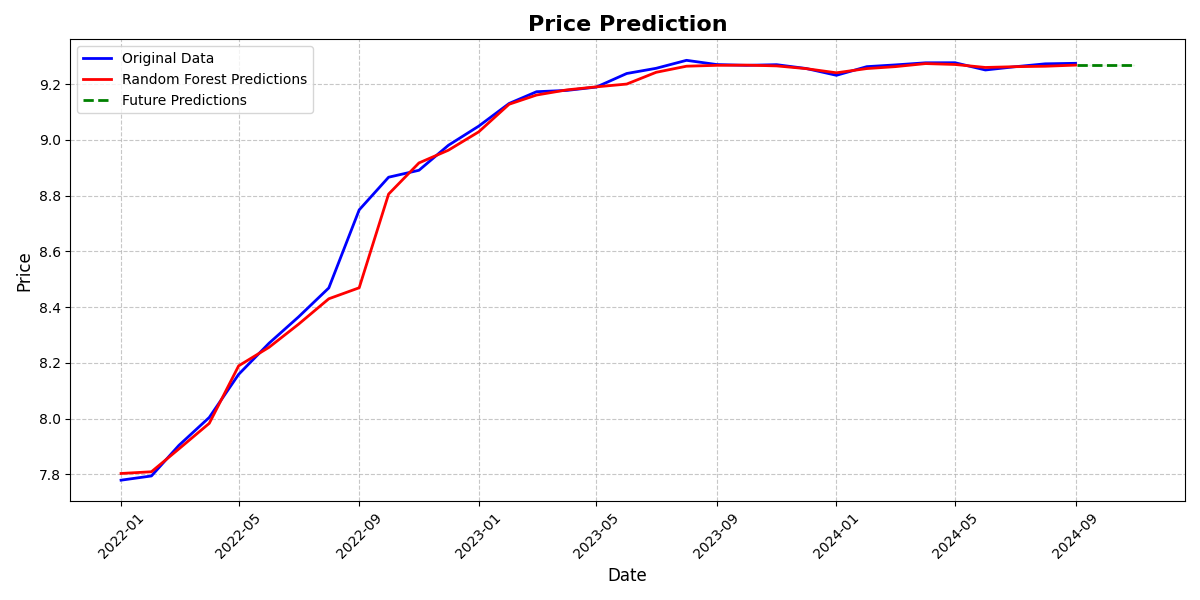 Price Prediction
Original Data
Random Forest Predictions
Future Predictions
Price
9.2
9.0
8.8
8.6
8.4
8.2
8.0
7.8
2022-01
2022-05
2022-09
2023-01
2023-05
2023-09
2024-01
2024-05
2024-09
Date